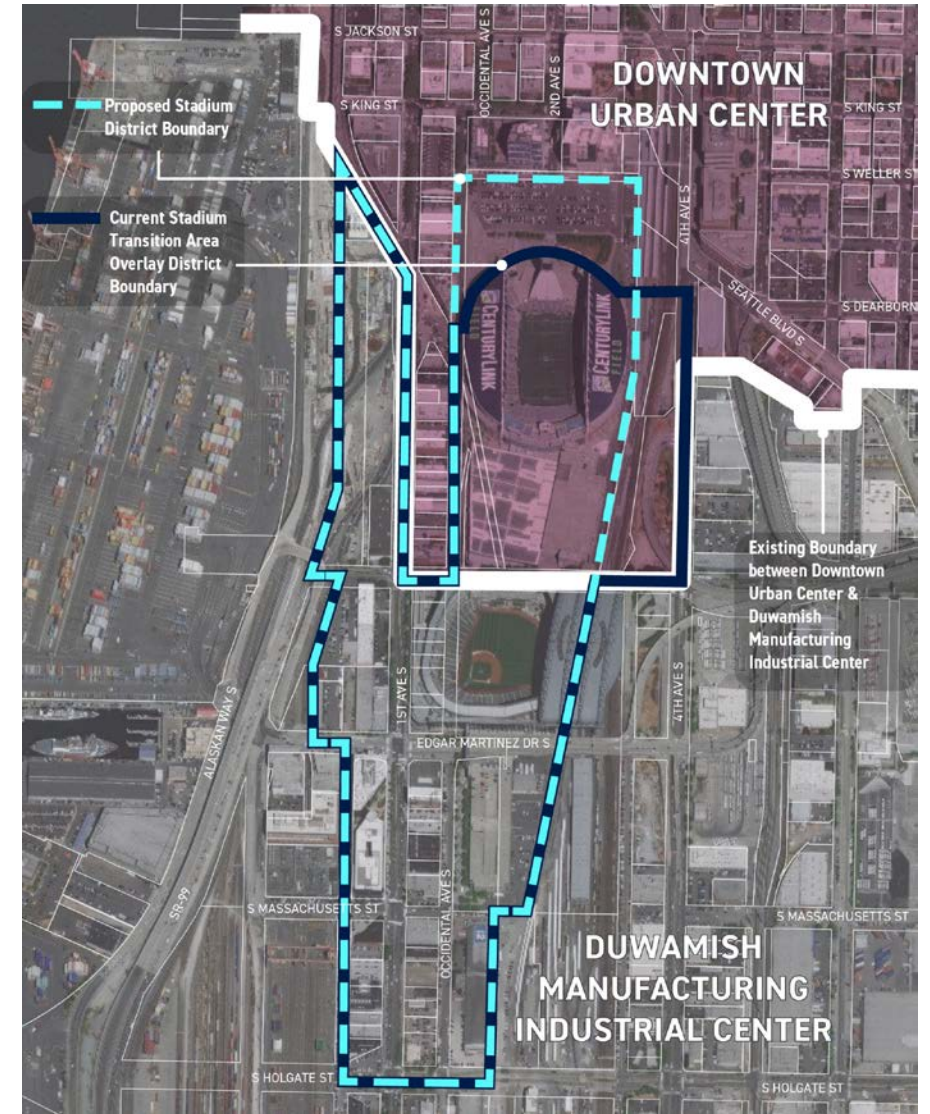 S JACKSON ST
OCCIDENTAL AVE S
2ND AVE S
DOWNTOWN
URBAN CENTER
Proposed Stadium
District Boundary
S KING ST
S KING ST
S WELLER ST
4TH AVE S
Current Stadium
Transition Area
Overlay District
Boundary
SEATTLE BLVD S
S DEARBORN
CENTURYLINK
CENTURYLINK
FIELD
Existing Boundary
between Downtown
Urban Center &
Duwamish
Manufacturing
Industrial Center
1ST AVE S
4TH AVE S
ALASKAN WAY S
EDGAR MARTINEZ DR S
SR-99
S MASSACHUSETTS ST
OCCIDENTAL AVE S
S MASSACHUSETTS ST
DUWAMISH
MANUFACTURING
INDUSTRIAL CENTER
S HOLGATE ST
S HOLGATE ST